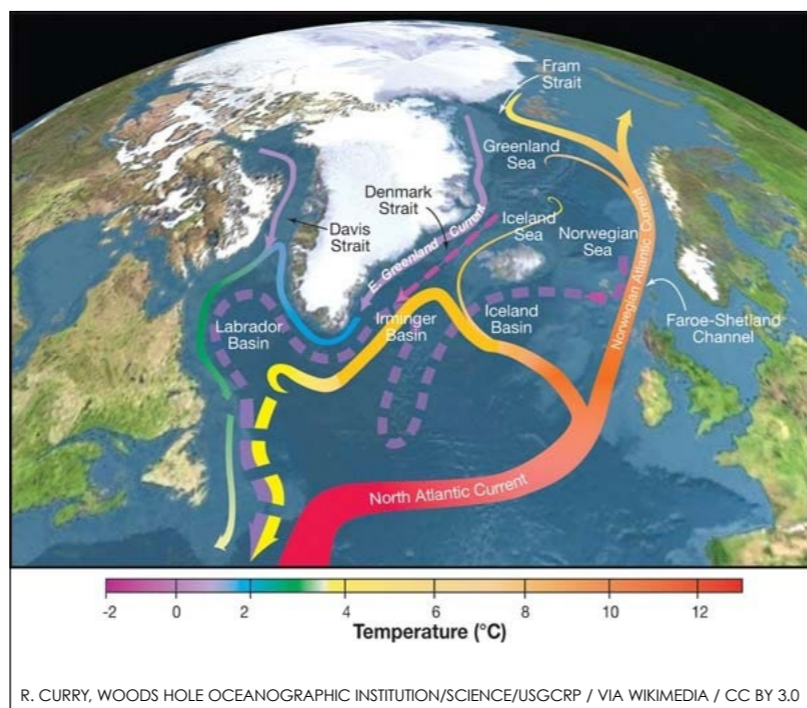 Fram
Strait
Greenland
Sea
Denmark
Strait
Iceland
Sea
Norwegian
Sea
Davis
Strait
E. Greenland Current
Norwegian Atlantic Current
Labrador
Basin
Irminger
Basin
Iceland
Basin
Faroe-Shetland
Channel
North Atlantic Current
-2 0 2 4 6 8 10 12
Temperature (°C)
R. CURRY, WOODS HOLE OCEANOGRAPHIC INSTITUTION/SCIENCE/USGCRP / VIA WIKIMEDIA / CC BY 3.0